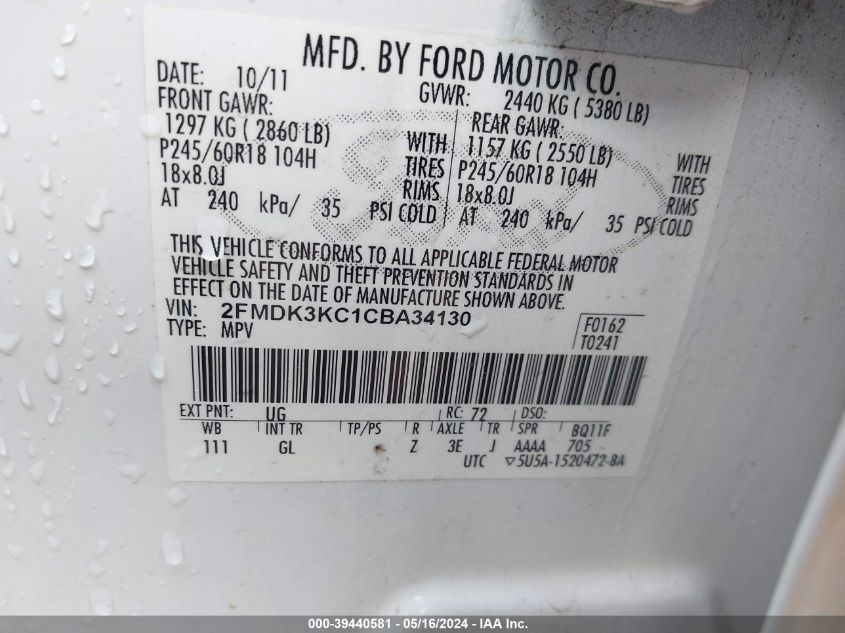 MFD. BY FORD MOTOR CO.
DATE: 10/11 GVWR: 2440 KG ( 5380 LB)
FRONT GAWR: REAR GAWR:
1297 KG ( 2860 LB) WITH 1157 KG ( 2550 LB) WITH
P245/60R18 104H TIRES P245/60R18 104H TIRES
18x8.0J RIMS 18x8.0J RIMS
AT 240 kPa/ 35 PSI COLD AT 240 kPa/ 35 PSI COLD
THIS VEHICLE CONFORMS TO ALL APPLICABLE FEDERAL MOTOR
VEHICLE SAFETY AND THEFT PREVENTION STANDARDS IN
EFFECT ON THE DATE OF MANUFACTURE SHOWN ABOVE.
VIN: 2FMDK3KC1CBA34130 F0162
TYPE: MPV T0241
EXT PNT: UG RC: 72 DSO:
WB INT TR TP/PS R AXLE TR SPR BQ11F
111 GL Z 3E J AAAA 705
UTC ▽5U5A-1520472-BA
000-39440581 - 05/16/2024 - IAA Inc.